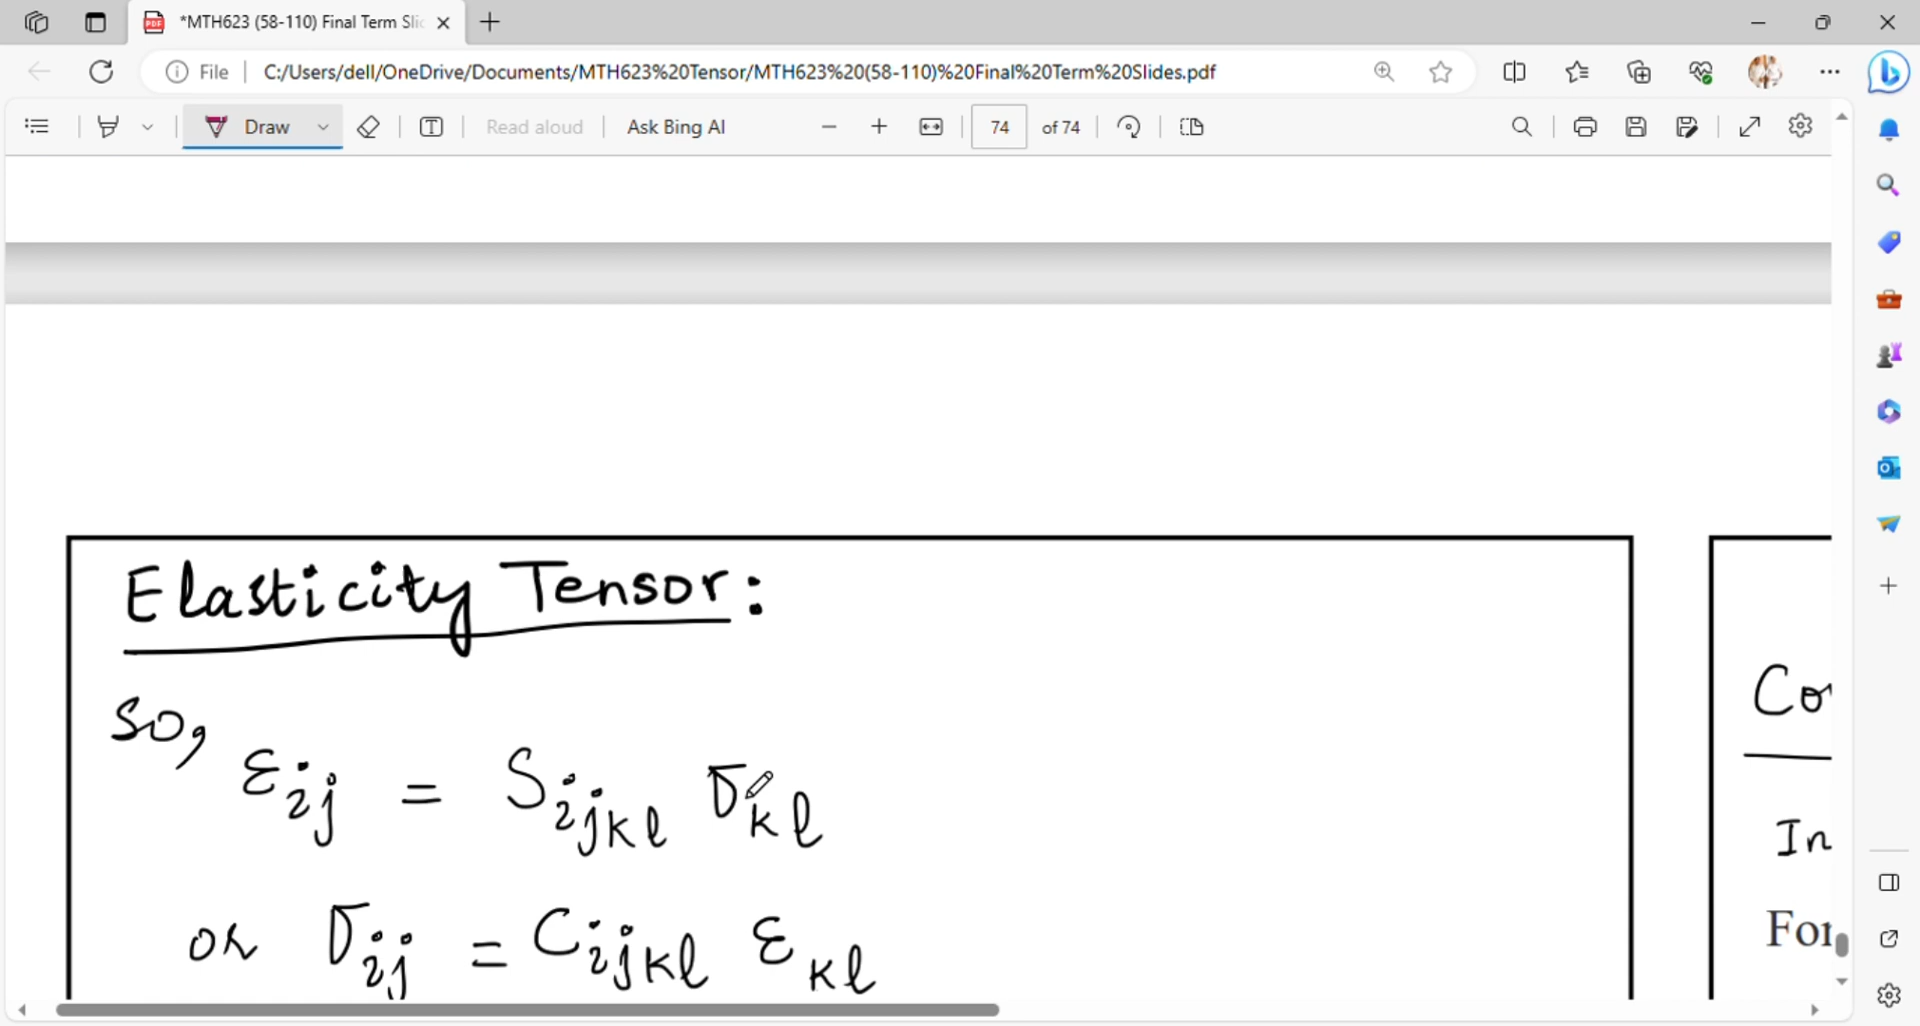 *MTH623 (58-110) Final Term Slic
File C:/Users/dell/OneDrive/Documents/MTH623%20Tensor/MTH623%20(58-110)%20Final%20Term%20Slides.pdf
Draw Read aloud Ask Bing AI 74 of 74
Elasticity Tensor:
So,
εij = Sijkl σkl
or σij = Cijkl εkl
Cor
In
For